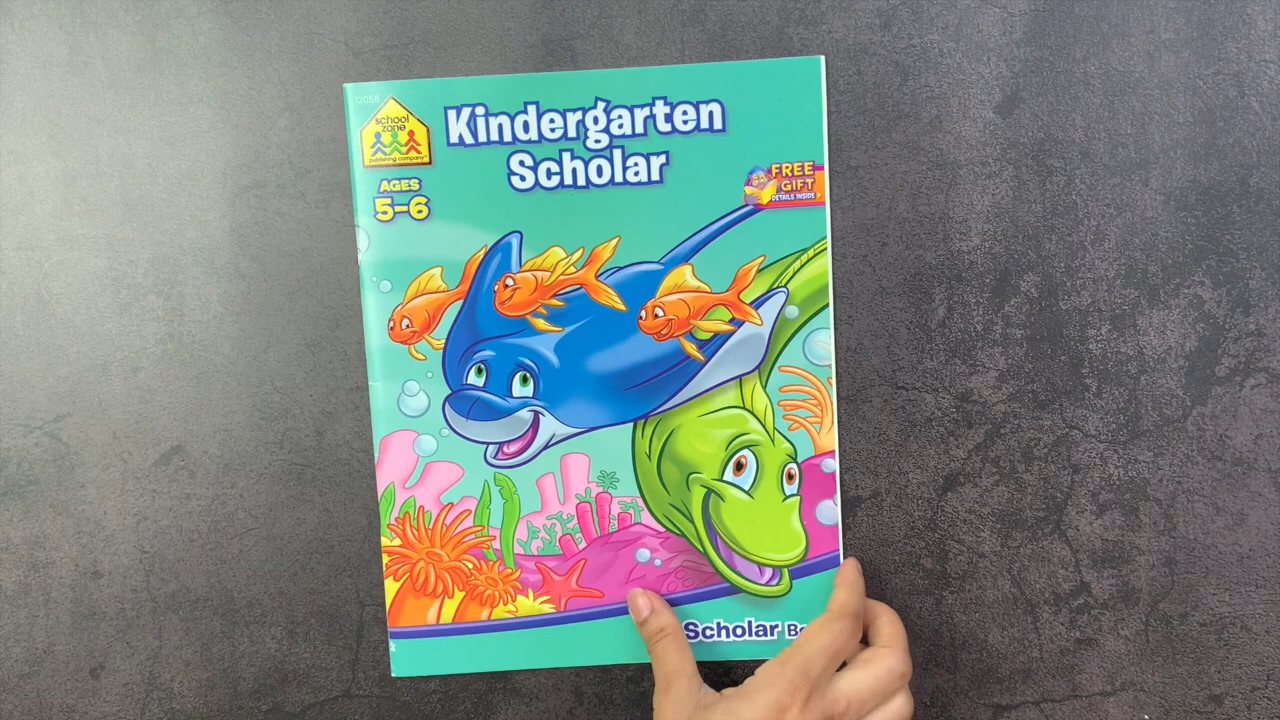 12058
school
zone
publishing company
Kindergarten
Scholar
AGES
5-6
FREE
GIFT
DETAILS INSIDE
Scholar